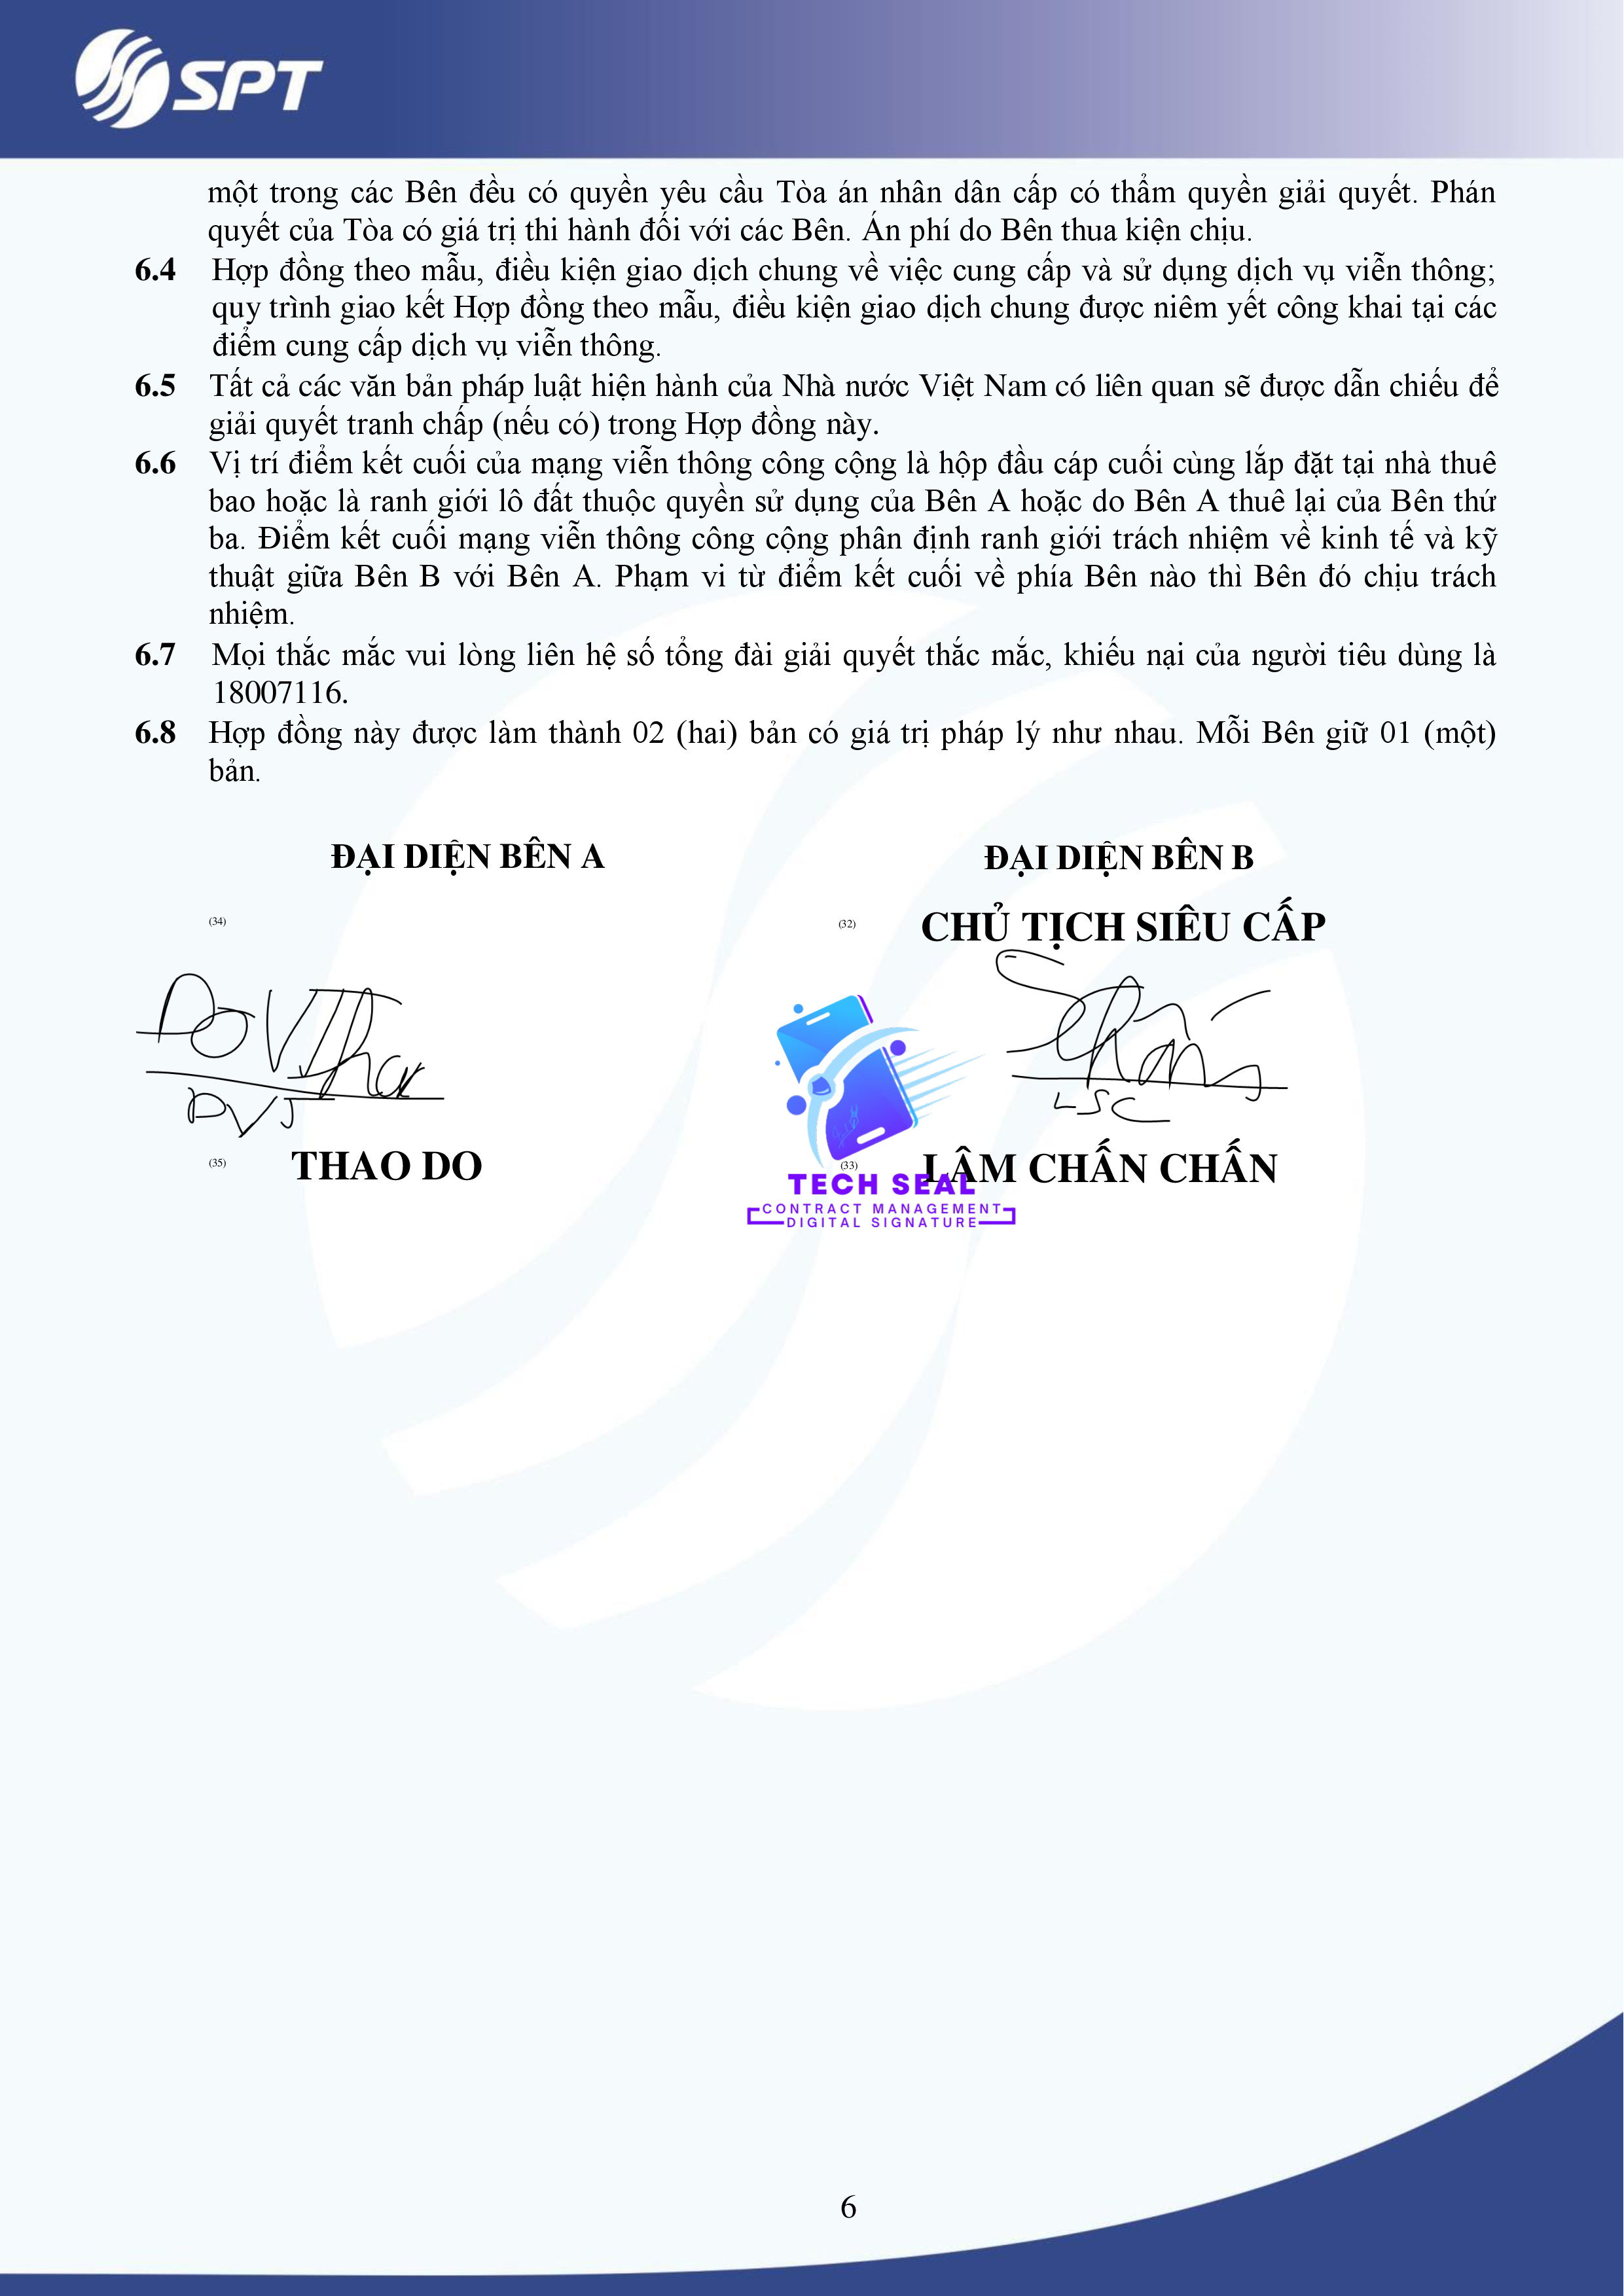 SPT
một trong các Bên đều có quyền yêu cầu Tòa án nhân dân cấp có thẩm quyền giải quyết. Phán
quyết của Tòa có giá trị thi hành đối với các Bên. Án phí do Bên thua kiện chịu.
6.4 Hợp đồng theo mẫu, điều kiện giao dịch chung về việc cung cấp và sử dụng dịch vụ viễn thông;
quy trình giao kết Hợp đồng theo mẫu, điều kiện giao dịch chung được niêm yết công khai tại các
điểm cung cấp dịch vụ viễn thông.
6.5 Tất cả các văn bản pháp luật hiện hành của Nhà nước Việt Nam có liên quan sẽ được dẫn chiếu để
giải quyết tranh chấp (nếu có) trong Hợp đồng này.
6.6 Vị trí điểm kết cuối của mạng viễn thông công cộng là hộp đầu cáp cuối cùng lắp đặt tại nhà thuê
bao hoặc là ranh giới lô đất thuộc quyền sử dụng của Bên A hoặc do Bên A thuê lại của Bên thứ
ba. Điểm kết cuối mạng viễn thông công cộng phân định ranh giới trách nhiệm về kinh tế và kỹ
thuật giữa Bên B với Bên A. Phạm vi từ điểm kết cuối về phía Bên nào thì Bên đó chịu trách
nhiệm.
6.7 Mọi thắc mắc vui lòng liên hệ số tổng đài giải quyết thắc mắc, khiếu nại của người tiêu dùng là
18007116.
6.8 Hợp đồng này được làm thành 02 (hai) bản có giá trị pháp lý như nhau. Mỗi Bên giữ 01 (một)
bản.
ĐẠI DIỆN BÊN A
ĐẠI DIỆN BÊN B
(34)
(32) CHỦ TỊCH SIÊU CẤP
DVT
LSC
(35) THAO DO
(33) LÂM CHẤN CHẤN
TECH SEAL
CONTRACT MANAGEMENT
DIGITAL SIGNATURE
6